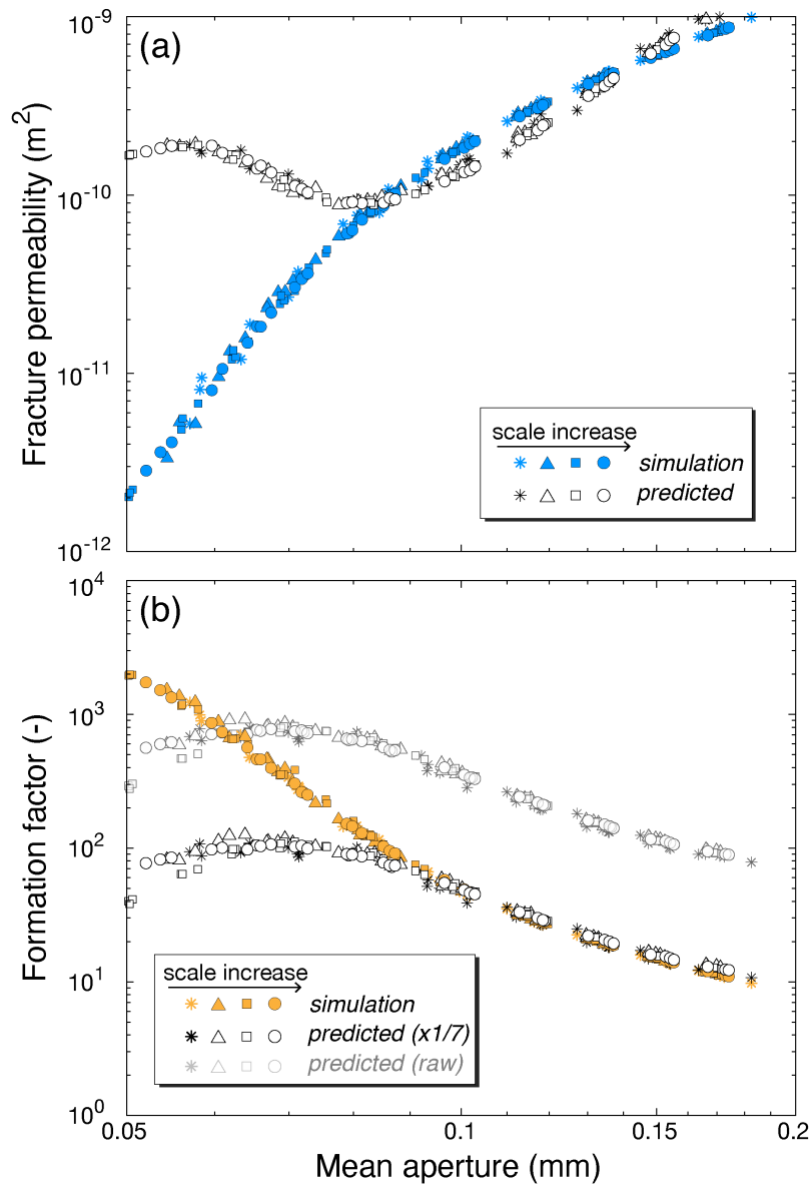 (a)
10⁻⁹
10⁻¹⁰
10⁻¹¹
10⁻¹²
Fracture permeability (m²)
scale increase
simulation
predicted
(b)
10⁴
10³
10²
10¹
10⁰
Formation factor (-)
scale increase
simulation
predicted (x1/7)
predicted (raw)
0.05 0.1 0.15 0.2
Mean aperture (mm)